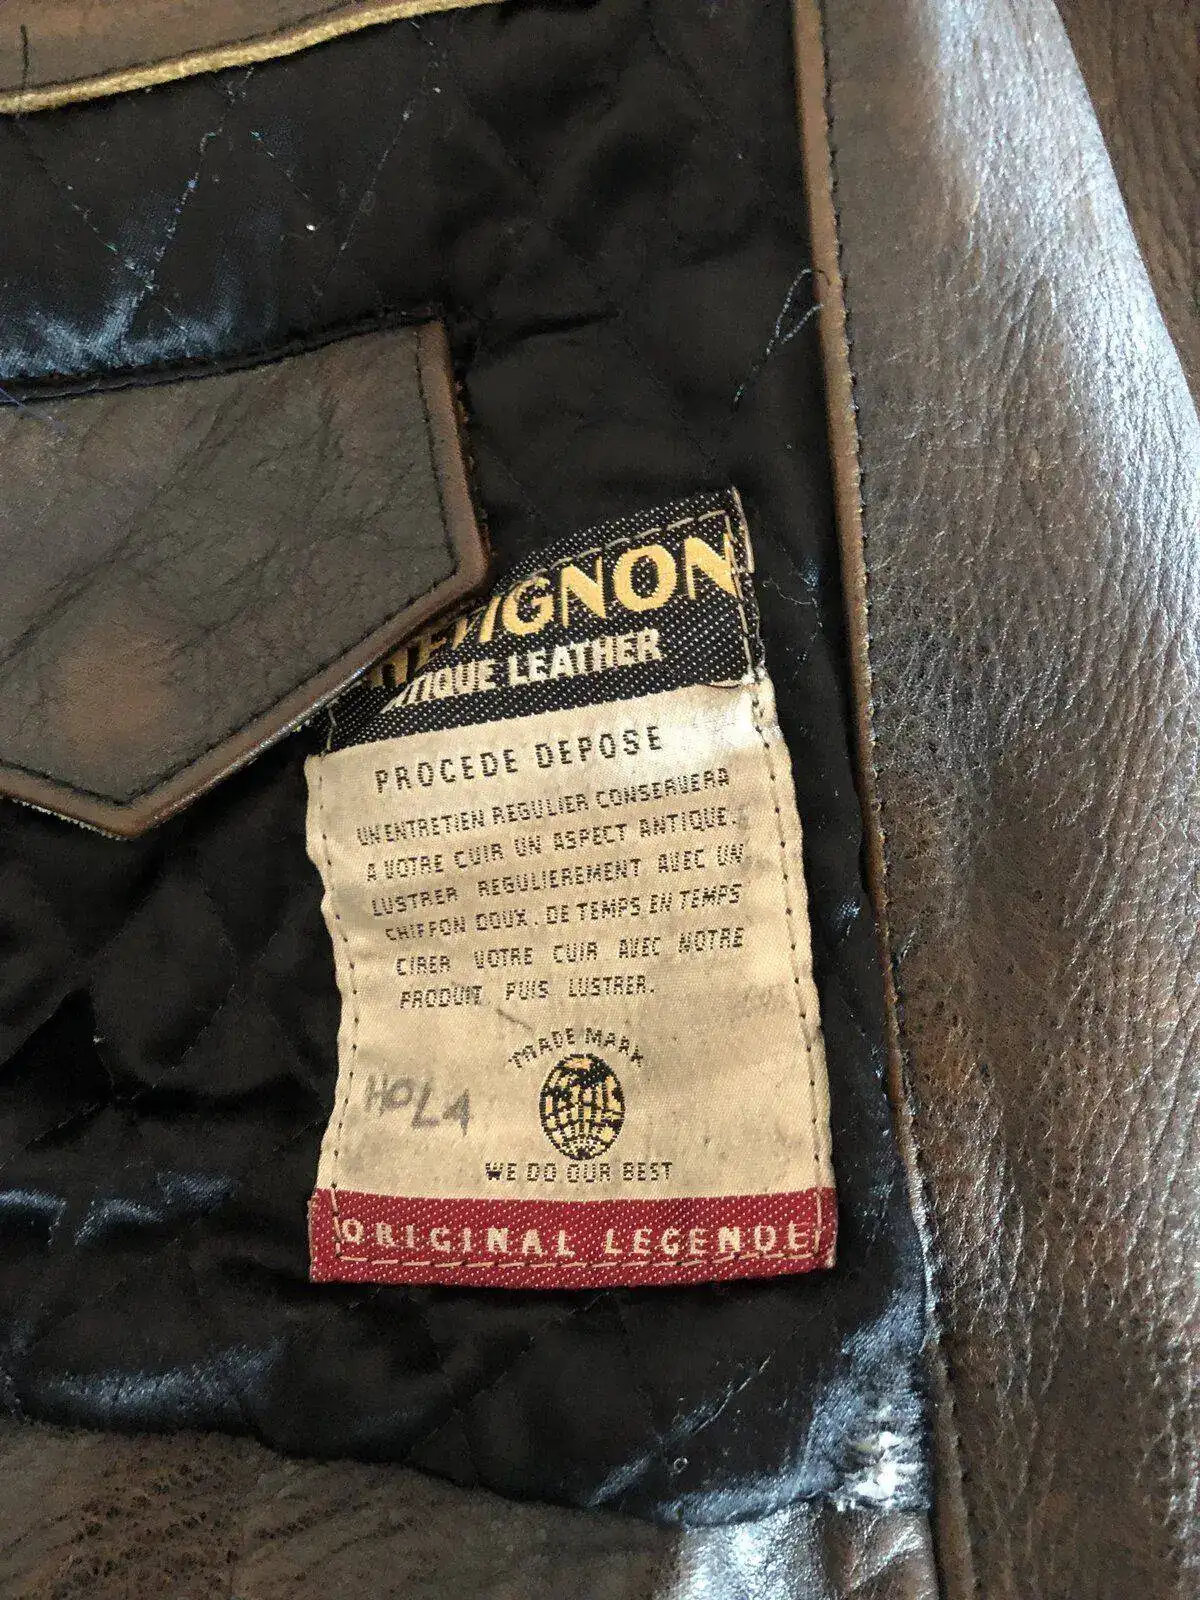 PROCEDE DEPOSE
UN ENTRETIEN REGULIER CONSERVERA
A VOTRE CUIR UN ASPECT ANTIQUE.
LUSTRER REGULIEREMENT AVEC UN
CHIFFON DOUX. DE TEMPS EN TEMPS
CIRER VOTRE CUIR AVEC NOTRE
PRODUIT PUIS LUSTRER.
TRADE MARK
HOLA
WE DO OUR BEST
ORIGINAL LEGENDE